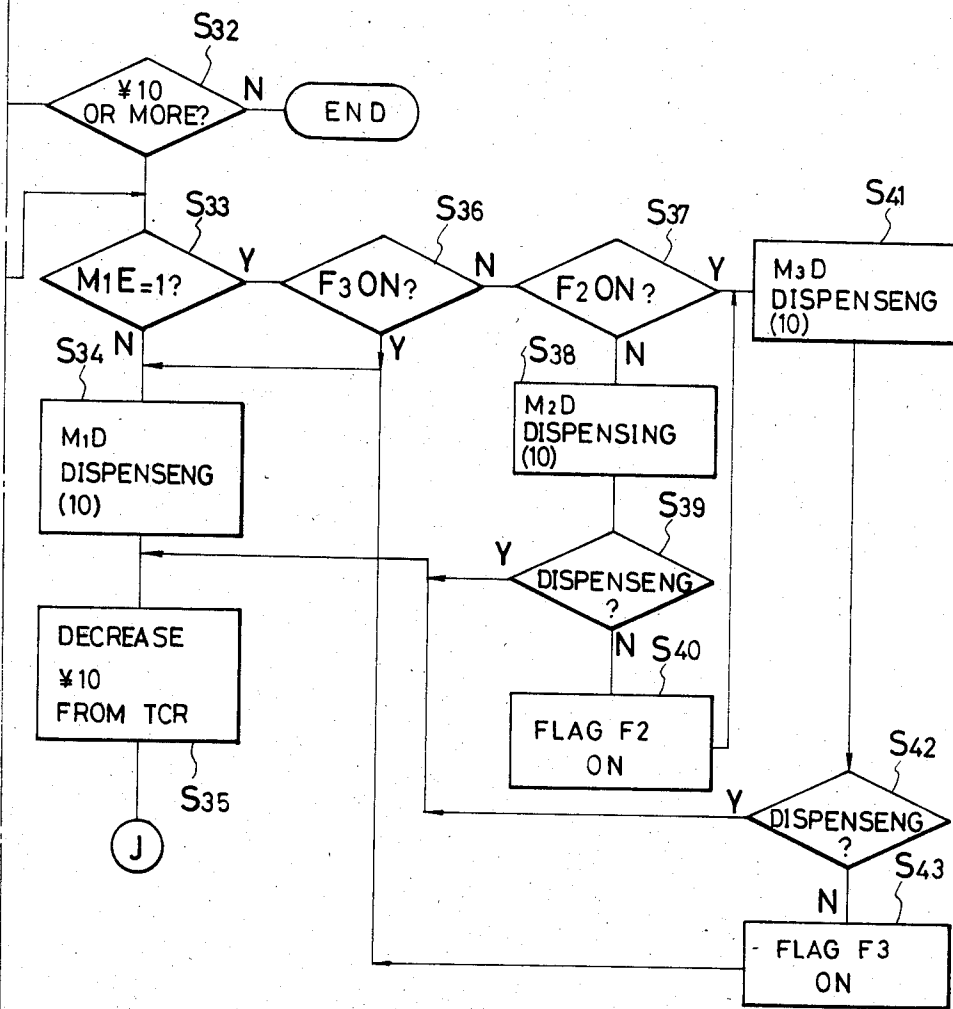 S32
¥10
OR MORE?
N
END
S33
M1E=1?
Y
N
S36
F3 ON?
N
Y
S37
F2 ON?
Y
N
S41
M3D
DISPENSENG
(10)
S34
M1D
DISPENSENG
(10)
S38
M2D
DISPENSING
(10)
S39
Y
DISPENSENG
?
N
S40
FLAG F2
ON
DECREASE
¥10
FROM TCR
S35
J
S42
Y
DISPENSENG
?
N
S43
FLAG F3
ON